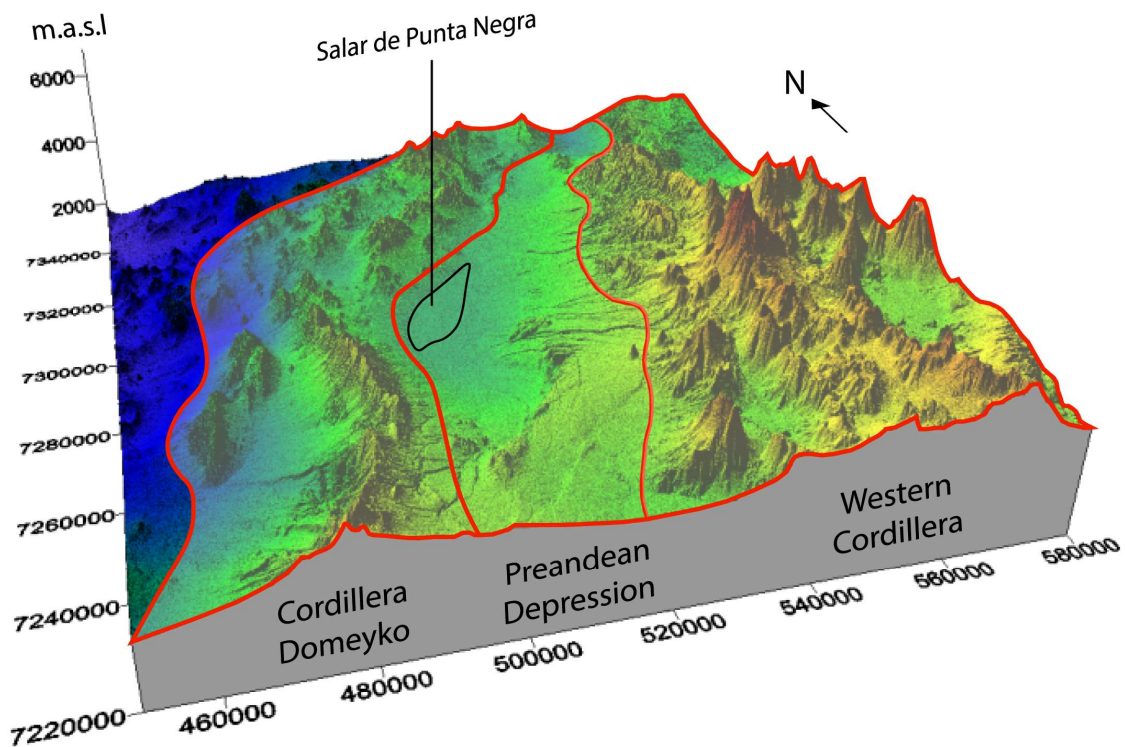 m.a.s.l
Salar de Punta Negra
N
6000
4000
2000
7340000
7320000
7300000
7280000
7260000
7240000
7220000
460000
480000
500000
520000
540000
560000
580000
Cordillera
Domeyko
Preandean
Depression
Western
Cordillera